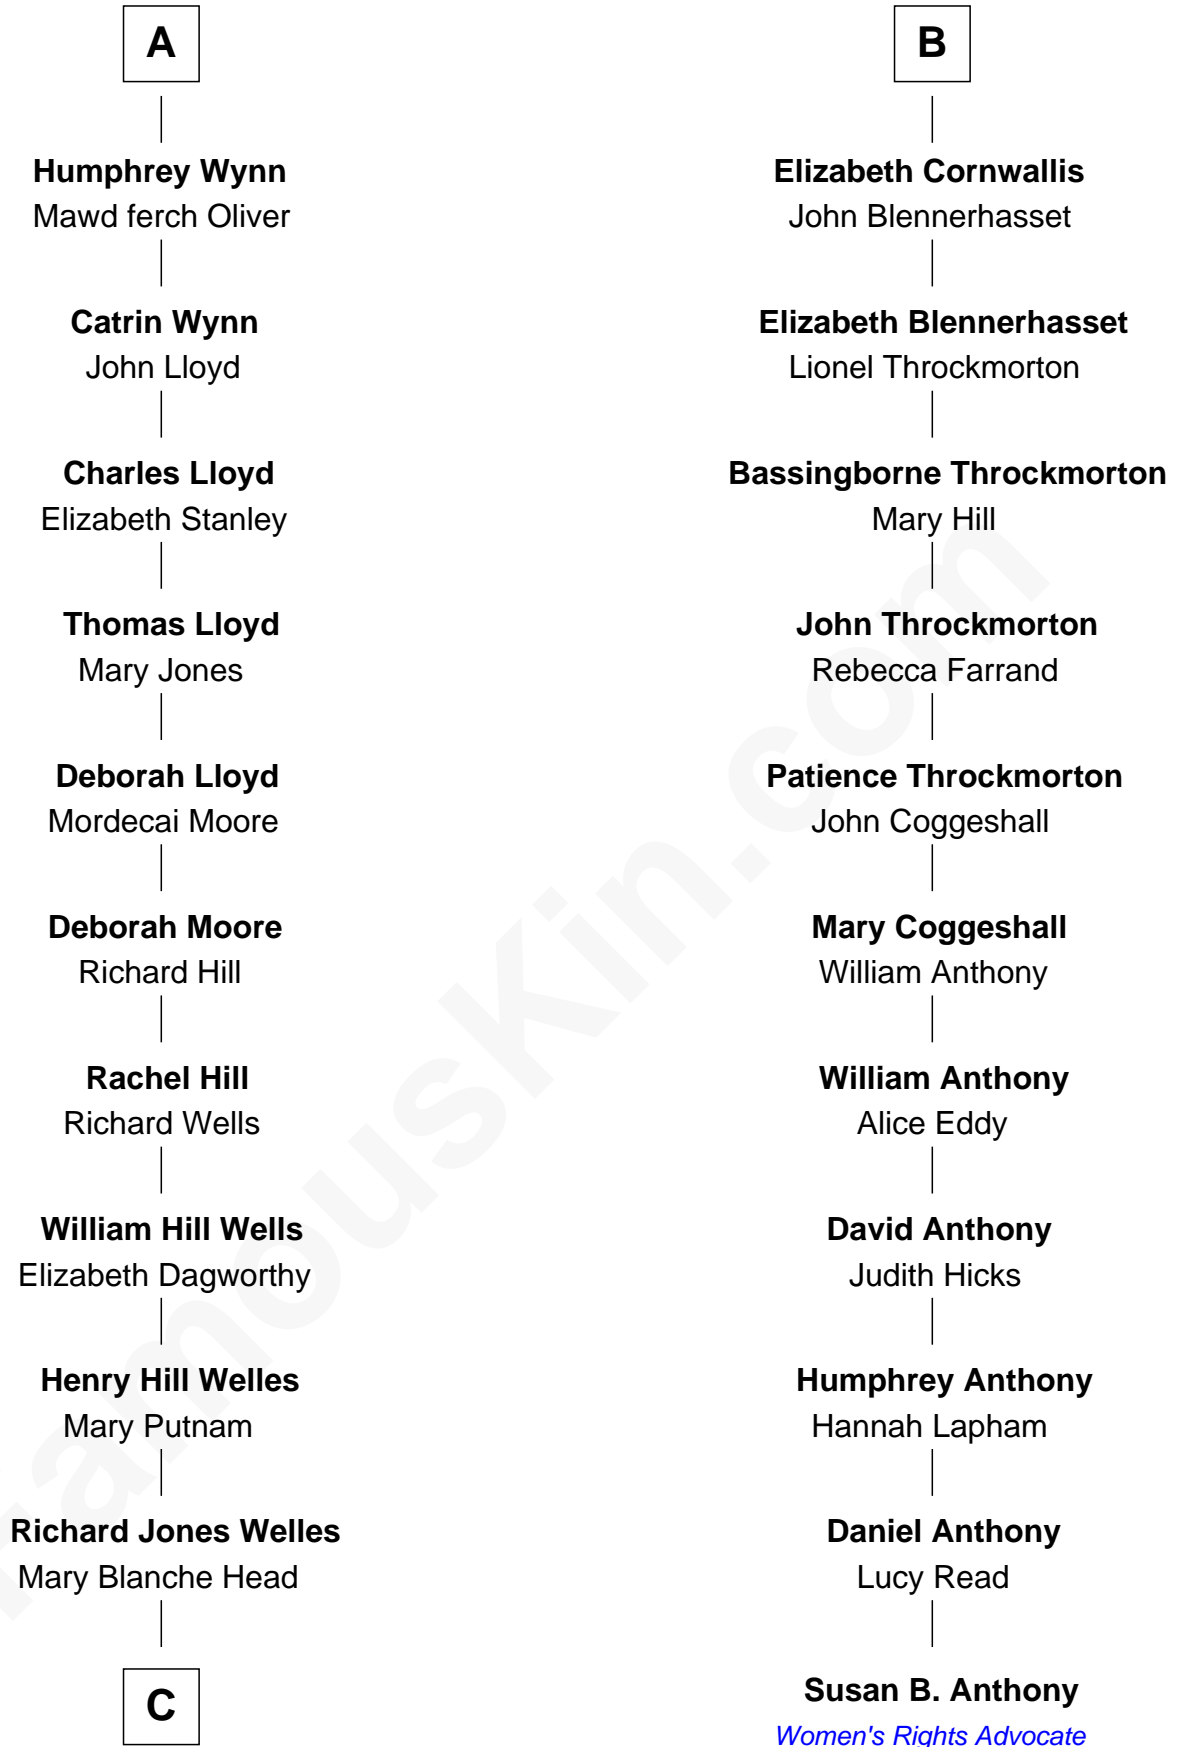 A
Humphrey Wynn
Mawd ferch Oliver
Catrin Wynn
John Lloyd
Charles Lloyd
Elizabeth Stanley
Thomas Lloyd
Mary Jones
Deborah Lloyd
Mordecai Moore
Deborah Moore
Richard Hill
Rachel Hill
Richard Wells
William Hill Wells
Elizabeth Dagworthy
Henry Hill Welles
Mary Putnam
Richard Jones Welles
Mary Blanche Head
C
B
Elizabeth Cornwallis
John Blennerhasset
Elizabeth Blennerhasset
Lionel Throckmorton
Bassingborne Throckmorton
Mary Hill
John Throckmorton
Rebecca Farrand
Patience Throckmorton
John Coggeshall
Mary Coggeshall
William Anthony
William Anthony
Alice Eddy
David Anthony
Judith Hicks
Humphrey Anthony
Hannah Lapham
Daniel Anthony
Lucy Read
Susan B. Anthony
Women's Rights Advocate
FamousKin.com